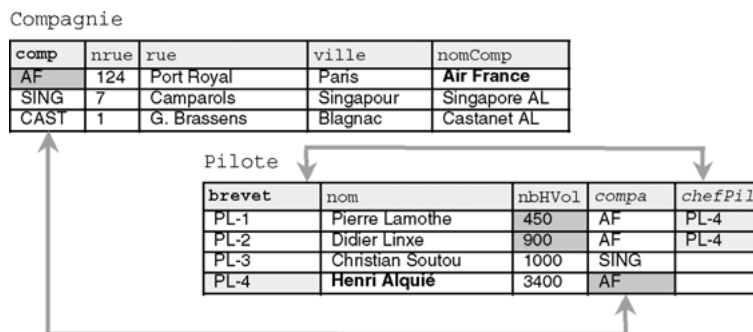 Compagnie
comp nrue rue ville nomComp
AF 124 Port Royal Paris Air France
SING 7 Camparols Singapour Singapore AL
CAST 1 G. Brassens Blagnac Castanet AL
Pilote
brevet nom nbHVol compa chefPil
PL-1 Pierre Lamothe 450 AF PL-4
PL-2 Didier Linxe 900 AF PL-4
PL-3 Christian Soutou 1000 SING
PL-4 Henri Alquié 3400 AF